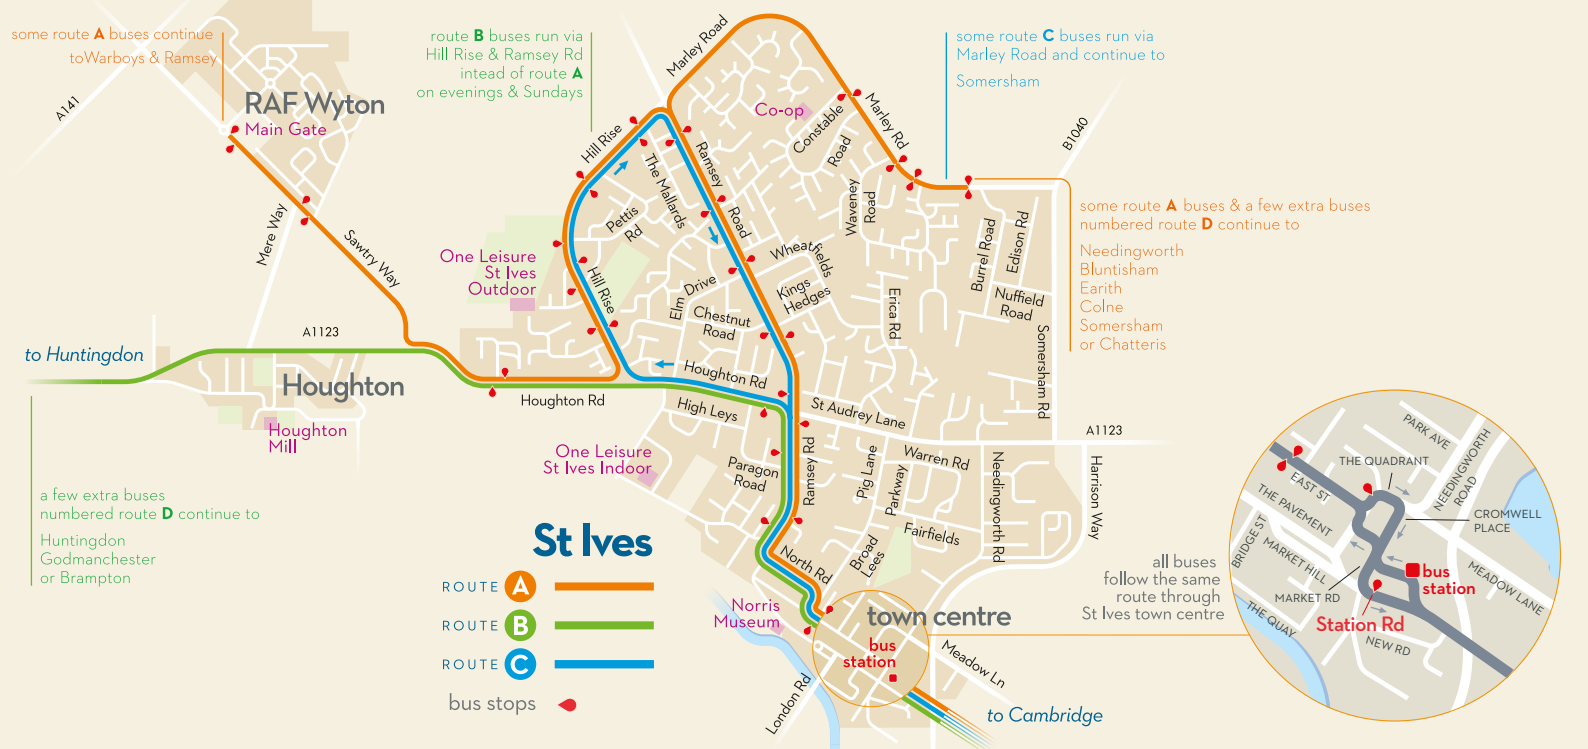 some route A buses continue
toWarboys & Ramsey
A141
RAF Wyton
Main Gate
Mere Way
Sawtry Way
route B buses run via
Hill Rise & Ramsey Rd
intead of route A
on evenings & Sundays
Marley Road
Co-op
Constable
Road
Marley Rd
some route C buses run via
Marley Road and continue to
Somersham
B1040
some route A buses & a few extra buses
numbered route D continue to
Needingworth
Bluntisham
Earith
Colne
Somersham
or Chatteris
Hill Rise
The Mallards
Ramsey
Road
Pettis
Rd
Waveney
Road
Wheatfields
Burrel Road
Edison Rd
Nuffield
Road
One Leisure
St Ives
Outdoor
Hill Rise
Elm
Drive
Kings
Hedges
Chestnut
Road
Erica Rd
Somersham Rd
to Huntingdon
A1123
Houghton
Houghton
Mill
Houghton Rd
Houghton Rd
High Leys
St Audrey Lane
A1123
One Leisure
St Ives Indoor
Paragon
Road
Ramsey Rd
Pig Lane
Parkway
Warren Rd
Needingworth Rd
Harrison Way
Fairfields
Broad
Lees
North Rd
a few extra buses
numbered route D continue to
Huntingdon
Godmanchester
or Brampton
St Ives
ROUTE A
ROUTE B
ROUTE C
bus stops
Norris
Museum
town centre
bus
station
London Rd
Meadow Ln
to Cambridge
all buses
follow the same
route through
St Ives town centre
PARK AVE
THE QUADRANT
NEEDINGWORTH
ROAD
EAST ST
THE PAVEMENT
CROMWELL
PLACE
BRIDGE ST
MARKET HILL
MARKET RD
bus
station
MEADOW LANE
THE QUAY
Station Rd
NEW RD